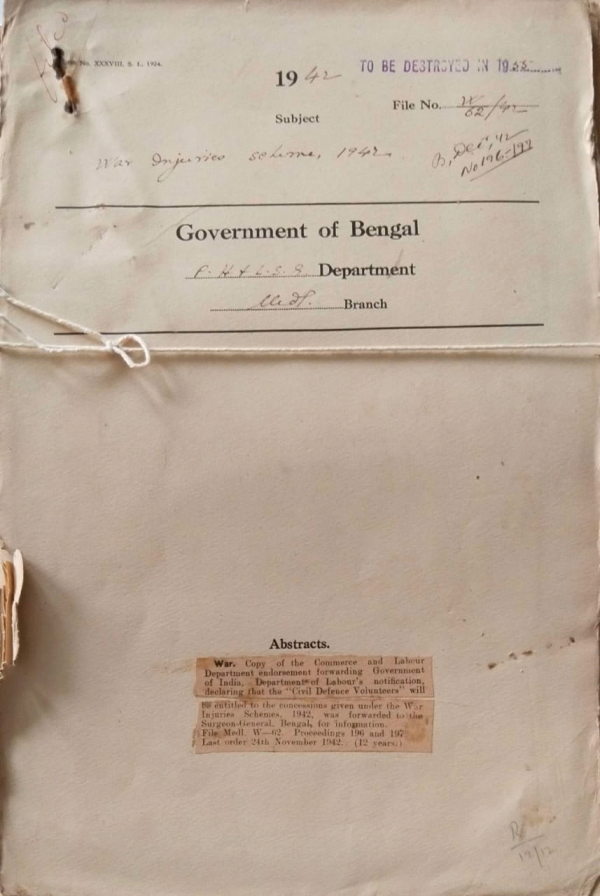 No. XXXVIII. S. I., 1924.
TO BE DESTROYED IN 1955
1942
File No. W/62/42
Subject
War Injuries scheme, 1942
B, Dec, '42
No 196-197
Government of Bengal
P. H & L. S. G. Department
Medl. Branch
Abstracts.
War. Copy of the Commerce and Labour
Department endorsement forwarding Government
of India, Department of Labour's notification,
declaring that the "Civil Defence Volunteers" will
be entitled to the concessions given under the War
Injuries Schemes, 1942, was forwarded to the
Surgeon-General, Bengal, for information.
File Medl. W—62. Proceedings 196 and 197
Last order 24th November 1942. (12 years.)
12/12